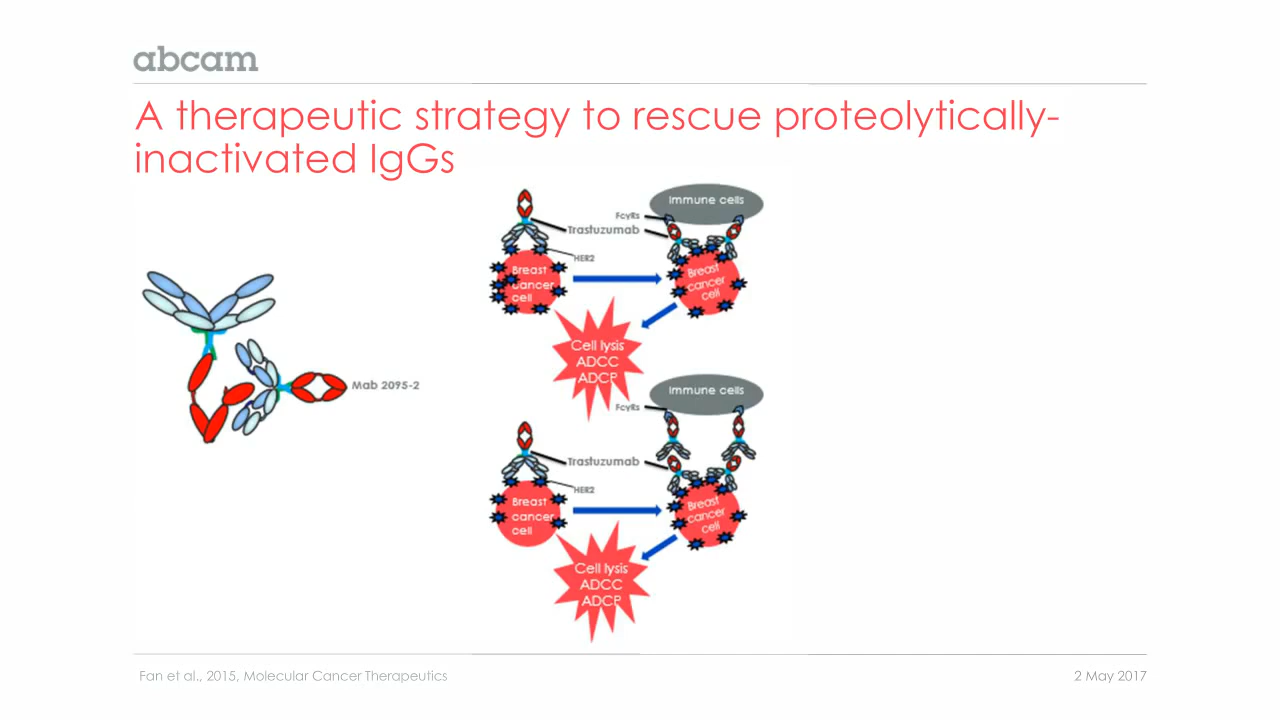 abcam
A therapeutic strategy to rescue proteolytically-
inactivated IgGs
Immune cells
FcγRs
Trastuzumab
HER2
Breast
cancer
cell
Breast
cancer
cell
Cell lysis
ADCC
ADCP
Mab 2095-2
Immune cells
FcγRs
Trastuzumab
HER2
Breast
cancer
cell
Breast
cancer
cell
Cell lysis
ADCC
ADCP
Fan et al., 2015, Molecular Cancer Therapeutics
2 May 2017